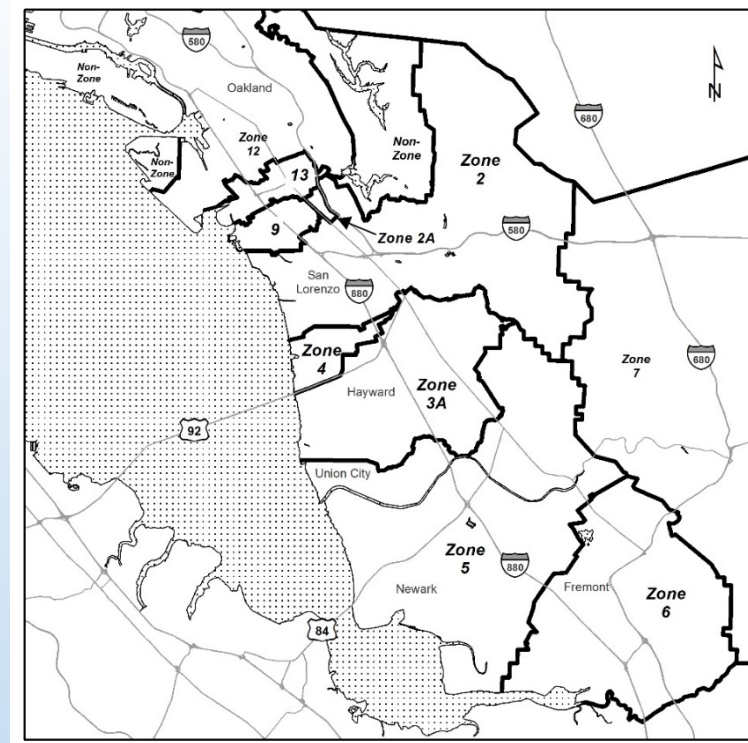 580
Non-
Zone
Oakland
680
N
Zone
12
Non-
Zone
Zone
2
Non-
Zone
13
9
Zone 2A
580
San
Lorenzo
880
Zone
4
Zone
7
680
Hayward
Zone
3A
92
Union City
Zone
5
880
Newark
Fremont
Zone
6
84